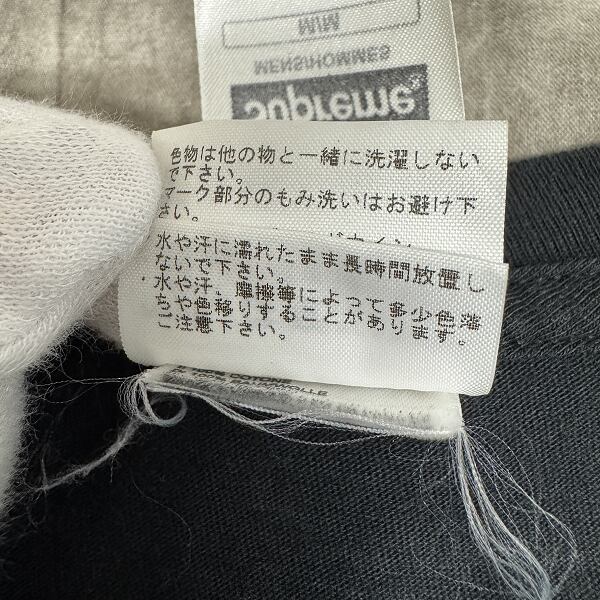 M/M
MENS/HOMMES
Supreme
色物は他の物と一緒に洗濯しない
で下さい。
マーク部分のもみ洗いはお避け下
さい。
水や汗に濡れたまま長時間放置し
ないで下さい。
水や汗、摩擦等によって多少色落
ちや色移りすることがあります。
ご注意下さい。